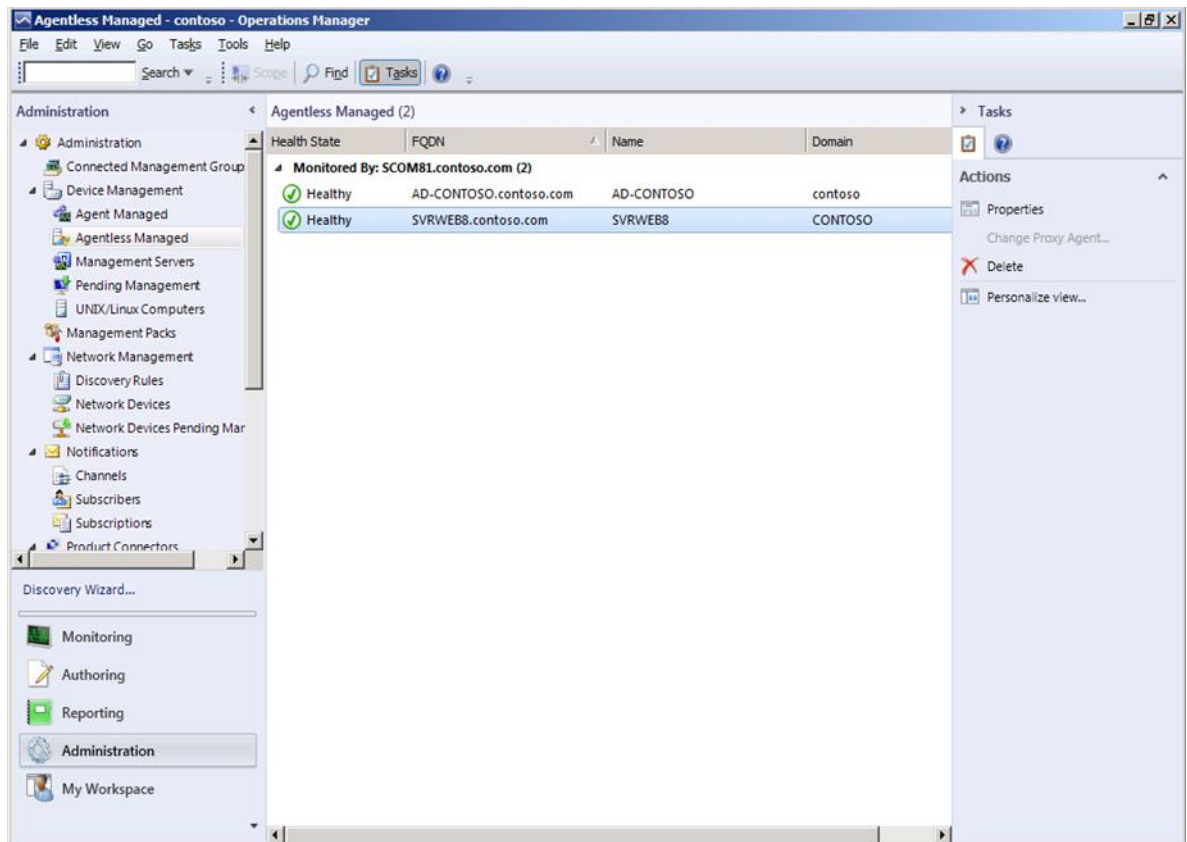 Agentless Managed - contoso - Operations Manager
File Edit View Go Tasks Tools Help
Search Scope Find Tasks
Administration
Administration
Connected Management Group
Device Management
Agent Managed
Agentless Managed
Management Servers
Pending Management
UNIX/Linux Computers
Management Packs
Network Management
Discovery Rules
Network Devices
Network Devices Pending Mar
Notifications
Channels
Subscribers
Subscriptions
Product Connectors
Discovery Wizard...
Monitoring
Authoring
Reporting
Administration
My Workspace
Agentless Managed (2)
Health State FQDN Name Domain
Monitored By: SCOM81.contoso.com (2)
Healthy AD-CONTOSO.contoso.com AD-CONTOSO contoso
Healthy SVRWEB8.contoso.com SVRWEB8 CONTOSO
Tasks
Actions
Properties
Change Proxy Agent...
Delete
Personalize view...